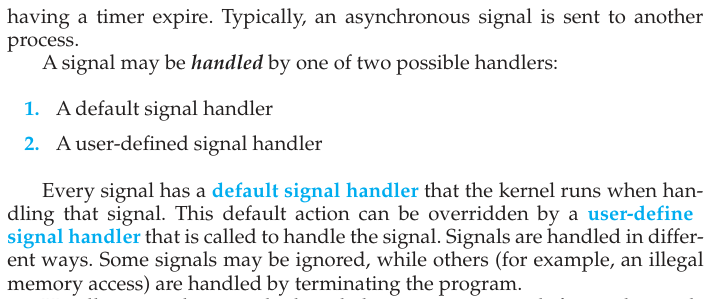 having a timer expire. Typically, an asynchronous signal is sent to another
process.
A signal may be handled by one of two possible handlers:
1. A default signal handler
2. A user-defined signal handler
Every signal has a default signal handler that the kernel runs when han-
dling that signal. This default action can be overridden by a user-define
signal handler that is called to handle the signal. Signals are handled in differ-
ent ways. Some signals may be ignored, while others (for example, an illegal
memory access) are handled by terminating the program.